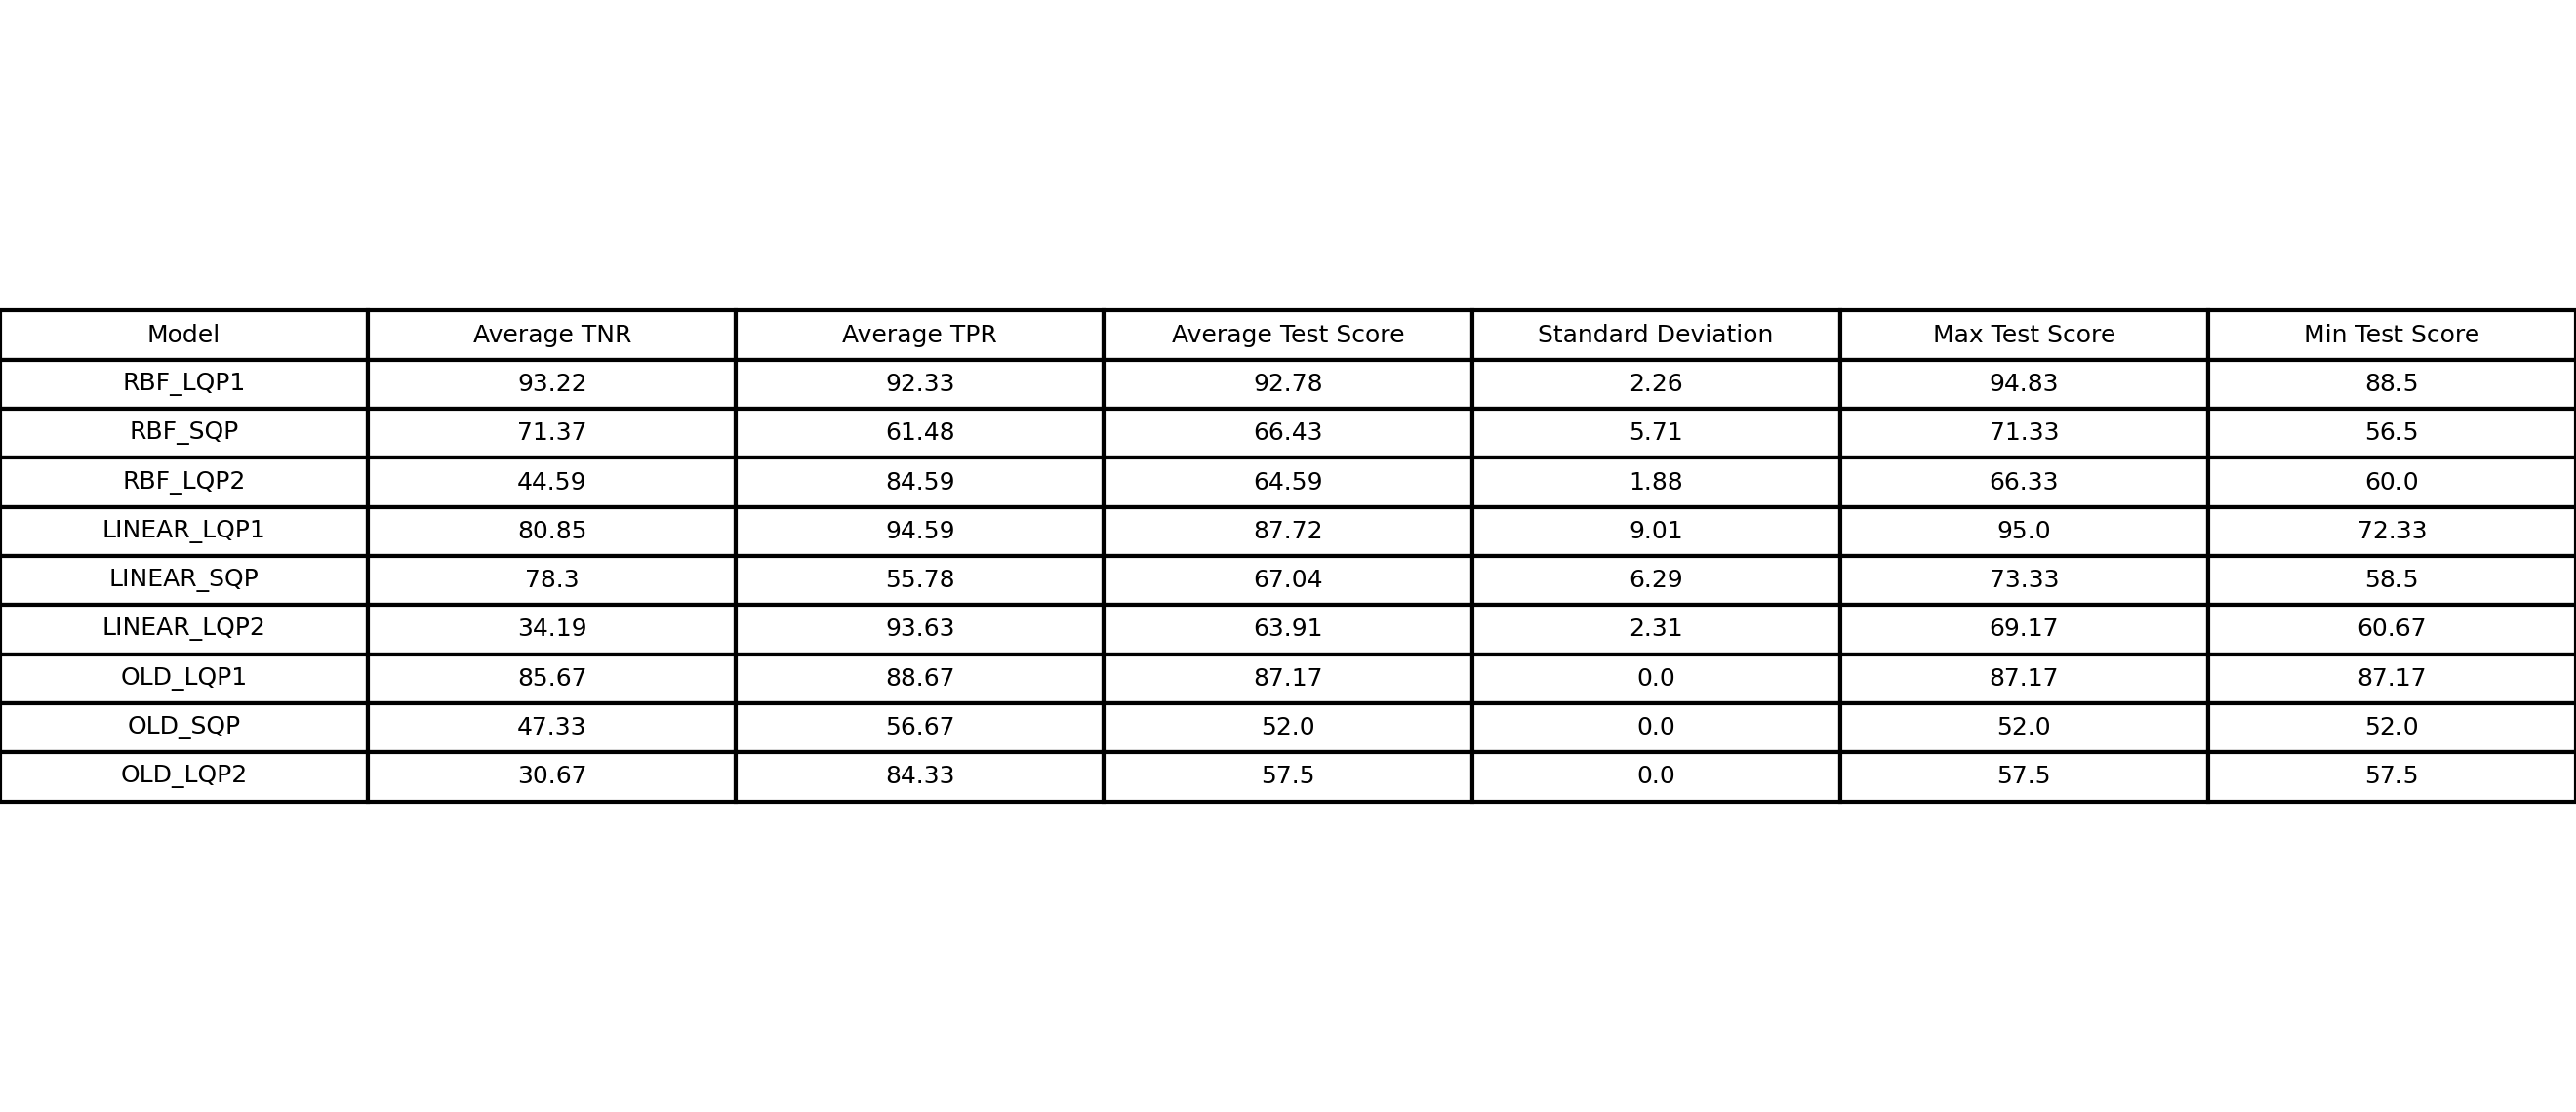 Model Average TNR Average TPR Average Test Score Standard Deviation Max Test Score Min Test Score
RBF_LQP1 93.22 92.33 92.78 2.26 94.83 88.5
RBF_SQP 71.37 61.48 66.43 5.71 71.33 56.5
RBF_LQP2 44.59 84.59 64.59 1.88 66.33 60.0
LINEAR_LQP1 80.85 94.59 87.72 9.01 95.0 72.33
LINEAR_SQP 78.3 55.78 67.04 6.29 73.33 58.5
LINEAR_LQP2 34.19 93.63 63.91 2.31 69.17 60.67
OLD_LQP1 85.67 88.67 87.17 0.0 87.17 87.17
OLD_SQP 47.33 56.67 52.0 0.0 52.0 52.0
OLD_LQP2 30.67 84.33 57.5 0.0 57.5 57.5